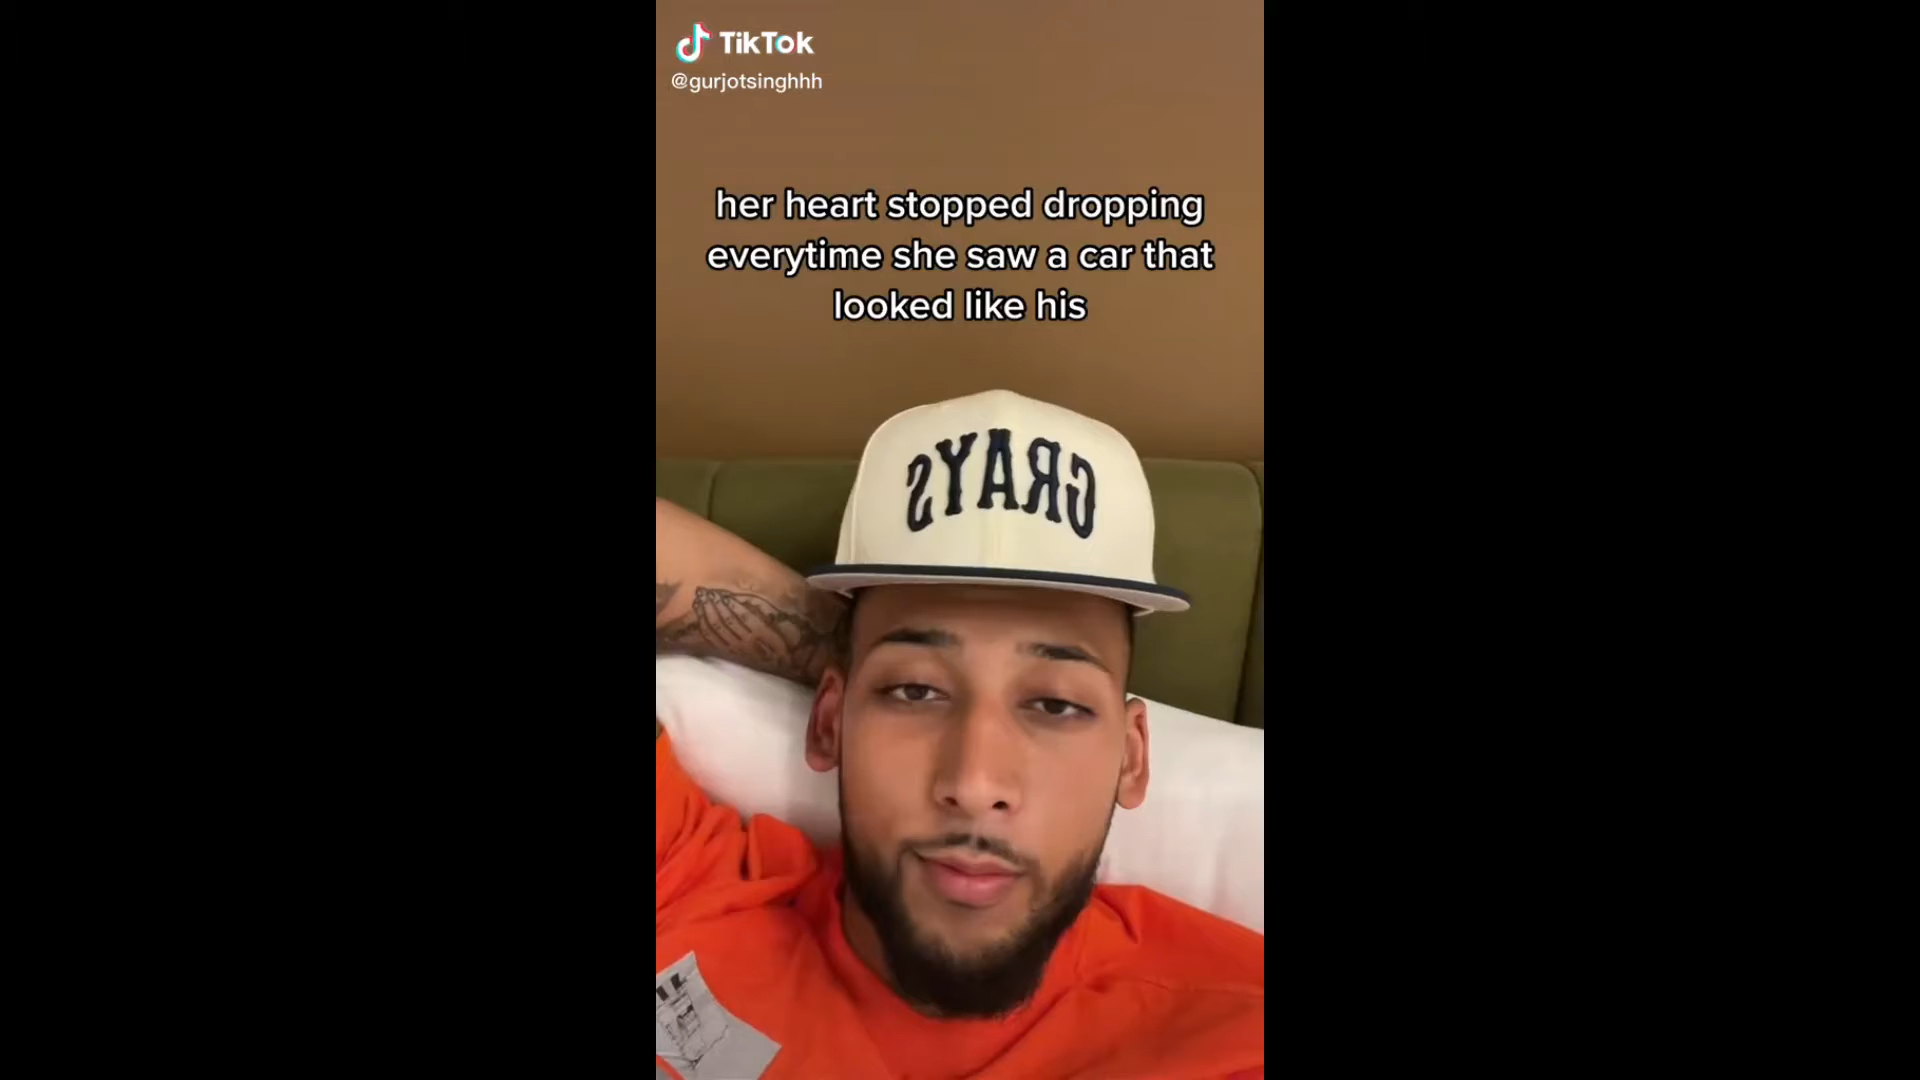 TikTok
@gurjotsinghhh
her heart stopped dropping
everytime she saw a car that
looked like his
GRAYS